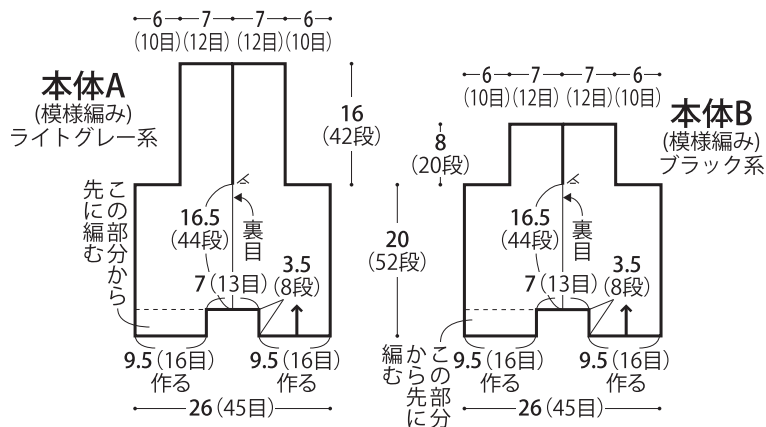 6 7 7 6
(10目)(12目)(12目)(10目)
本体A
(模様編み)
ライトグレー系
16
(42段)
この部分から
先に編む
16.5
(44段)
裏目
3.5
(8段)
7(13目)
9.5(16目)
作る
9.5(16目)
作る
26(45目)
20
(52段)
6 7 7 6
(10目)(12目)(12目)(10目)
本体B
(模様編み)
ブラック系
8
(20段)
16.5
(44段)
裏目
3.5
(8段)
7(13目)
この部分
から先に
編む
9.5(16目)
作る
9.5(16目)
作る
26(45目)